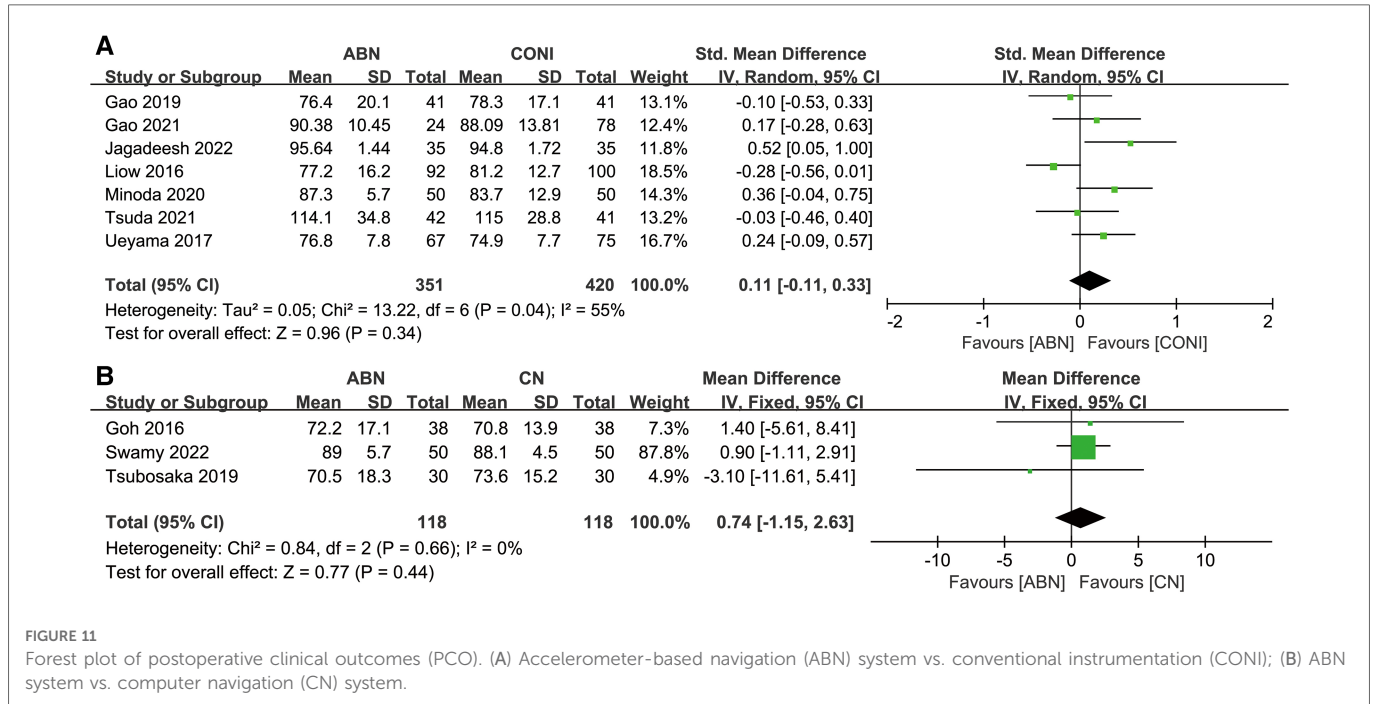 A
ABN CONI Std. Mean Difference Std. Mean Difference
Study or Subgroup Mean SD Total Mean SD Total Weight IV, Random, 95% CI IV, Random, 95% CI
Gao 2019 76.4 20.1 41 78.3 17.1 41 13.1% -0.10 [-0.53, 0.33]
Gao 2021 90.38 10.45 24 88.09 13.81 78 12.4% 0.17 [-0.28, 0.63]
Jagadeesh 2022 95.64 1.44 35 94.8 1.72 35 11.8% 0.52 [0.05, 1.00]
Liow 2016 77.2 16.2 92 81.2 12.7 100 18.5% -0.28 [-0.56, 0.01]
Minoda 2020 87.3 5.7 50 83.7 12.9 50 14.3% 0.36 [-0.04, 0.75]
Tsuda 2021 114.1 34.8 42 115 28.8 41 13.2% -0.03 [-0.46, 0.40]
Ueyama 2017 76.8 7.8 67 74.9 7.7 75 16.7% 0.24 [-0.09, 0.57]
Total (95% CI) 351 420 100.0% 0.11 [-0.11, 0.33]
Heterogeneity: Tau² = 0.05; Chi² = 13.22, df = 6 (P = 0.04); I² = 55%
Test for overall effect: Z = 0.96 (P = 0.34)
-2 -1 0 1 2
Favours [ABN] Favours [CONI]
B
ABN CN Mean Difference Mean Difference
Study or Subgroup Mean SD Total Mean SD Total Weight IV, Fixed, 95% CI IV, Fixed, 95% CI
Goh 2016 72.2 17.1 38 70.8 13.9 38 7.3% 1.40 [-5.61, 8.41]
Swamy 2022 89 5.7 50 88.1 4.5 50 87.8% 0.90 [-1.11, 2.91]
Tsubosaka 2019 70.5 18.3 30 73.6 15.2 30 4.9% -3.10 [-11.61, 5.41]
Total (95% CI) 118 118 100.0% 0.74 [-1.15, 2.63]
Heterogeneity: Chi² = 0.84, df = 2 (P = 0.66); I² = 0%
Test for overall effect: Z = 0.77 (P = 0.44)
-10 -5 0 5 10
Favours [ABN] Favours [CN]
FIGURE 11
Forest plot of postoperative clinical outcomes (PCO). (A) Accelerometer-based navigation (ABN) system vs. conventional instrumentation (CONI); (B) ABN
system vs. computer navigation (CN) system.